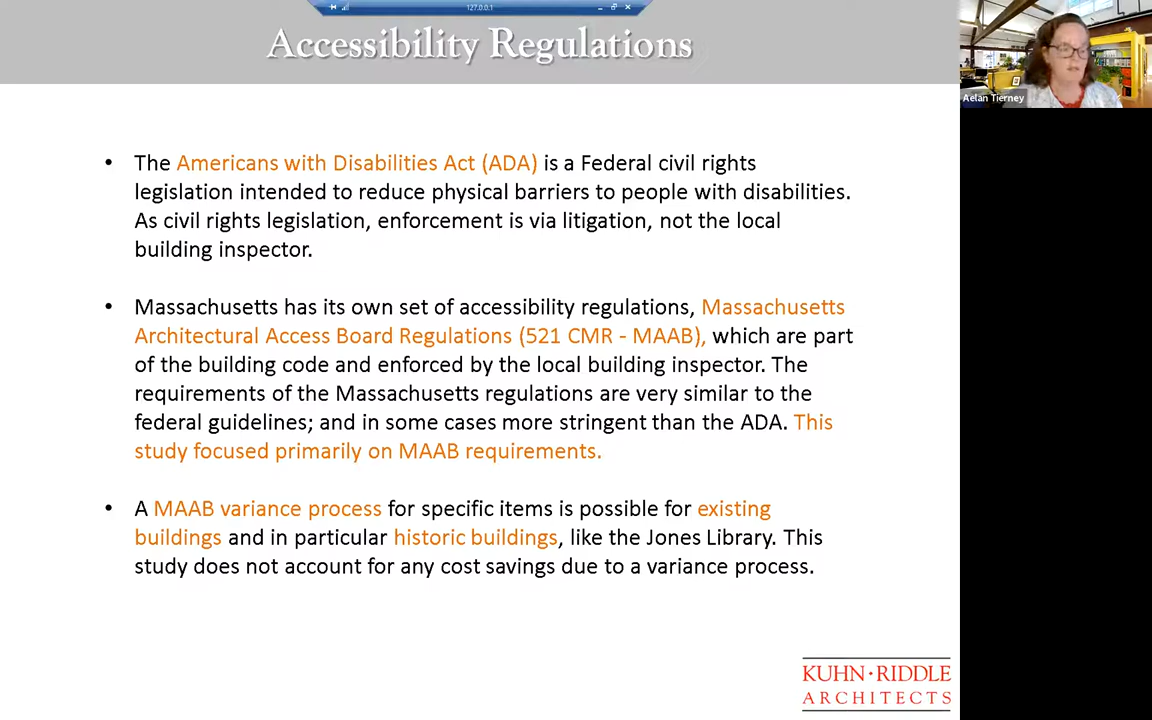 127.0.0.1
Accessibility Regulations
Aelan Tierney
• The Americans with Disabilities Act (ADA) is a Federal civil rights
legislation intended to reduce physical barriers to people with disabilities.
As civil rights legislation, enforcement is via litigation, not the local
building inspector.
• Massachusetts has its own set of accessibility regulations, Massachusetts
Architectural Access Board Regulations (521 CMR - MAAB), which are part
of the building code and enforced by the local building inspector. The
requirements of the Massachusetts regulations are very similar to the
federal guidelines; and in some cases more stringent than the ADA. This
study focused primarily on MAAB requirements.
• A MAAB variance process for specific items is possible for existing
buildings and in particular historic buildings, like the Jones Library. This
study does not account for any cost savings due to a variance process.
KUHN·RIDDLE
ARCHITECTS